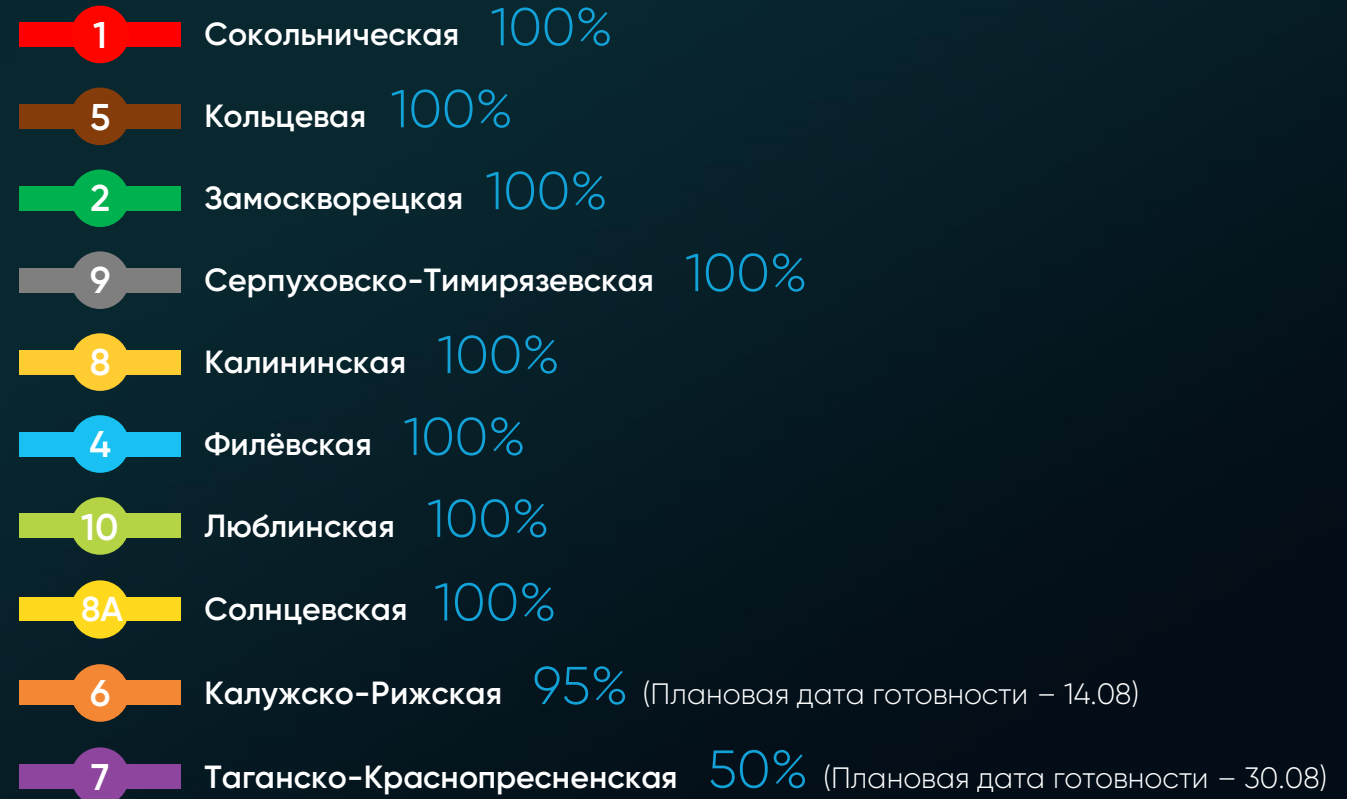 1 Сокольническая 100%
5 Кольцевая 100%
2 Замоскворецкая 100%
9 Серпуховско-Тимирязевская 100%
8 Калининская 100%
4 Филёвская 100%
10 Люблинская 100%
8А Солнцевская 100%
6 Калужско-Рижская 95% (Плановая дата готовности – 14.08)
7 Таганско-Краснопресненская 50% (Плановая дата готовности – 30.08)